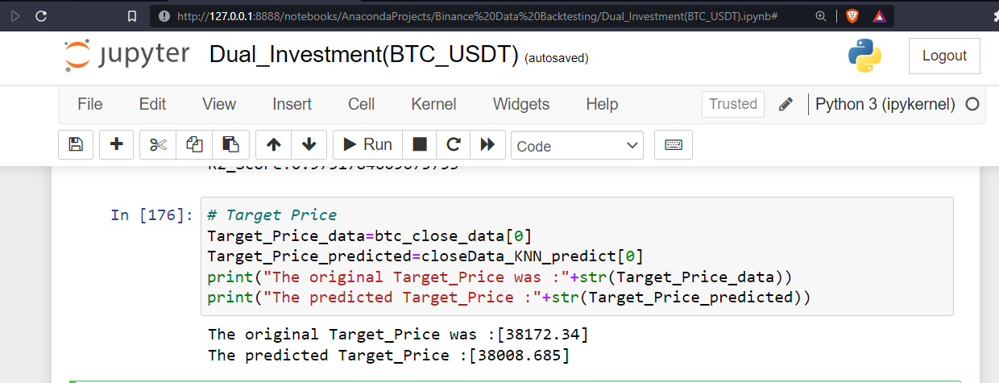 http://127.0.0.1:8888/notebooks/AnacondaProjects/Binance%20Data%20Backtesting/Dual_Investment(BTC_USDT).ipynb#
jupyter Dual_Investment(BTC_USDT) (autosaved) Logout
File Edit View Insert Cell Kernel Widgets Help Trusted Python 3 (ipykernel)
Run Code
In [176]: # Target Price
Target_Price_data=btc_close_data[0]
Target_Price_predicted=closeData_KNN_predict[0]
print("The original Target_Price was :"+str(Target_Price_data))
print("The predicted Target_Price :"+str(Target_Price_predicted))
The original Target_Price was :[38172.34]
The predicted Target_Price :[38008.685]